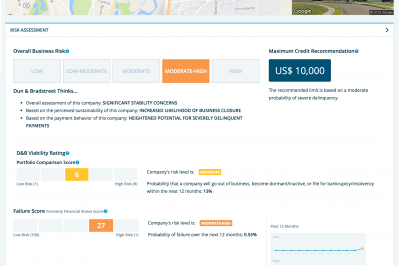 Google
RISK ASSESSMENT
Overall Business Risk
Maximum Credit Recommendation
LOW
LOW-MODERATE
MODERATE
MODERATE-HIGH
HIGH
US$ 10,000
The recommended limit is based on a moderate
probability of severe delinquency.
Dun & Bradstreet Thinks...
• Overall assessment of this company: SIGNIFICANT STABILITY CONCERNS
• Based on the perceived sustainability of this company: INCREASED LIKELIHOOD OF BUSINESS CLOSURE
• Based on the payment behavior of this company: HEIGHTENED POTENTIAL FOR SEVERELY DELINQUENT
PAYMENTS
D&B Viability Rating
Portfolio Comparison Score
6
Low Risk (1)
High Risk (9)
Company's risk level is: MODERATE
Probability that a company will go out of business, become dormant/inactive, or file for bankruptcy/insolvency
within the next 12 months: 13%
Failure Score Formerly Financial Stress Score
27
Low Risk (100)
High Risk (1)
Company's risk level is: MODERATE-HIGH
Probability of failure over the next 12 months: 0.55%
Past 12 Months
Low
High